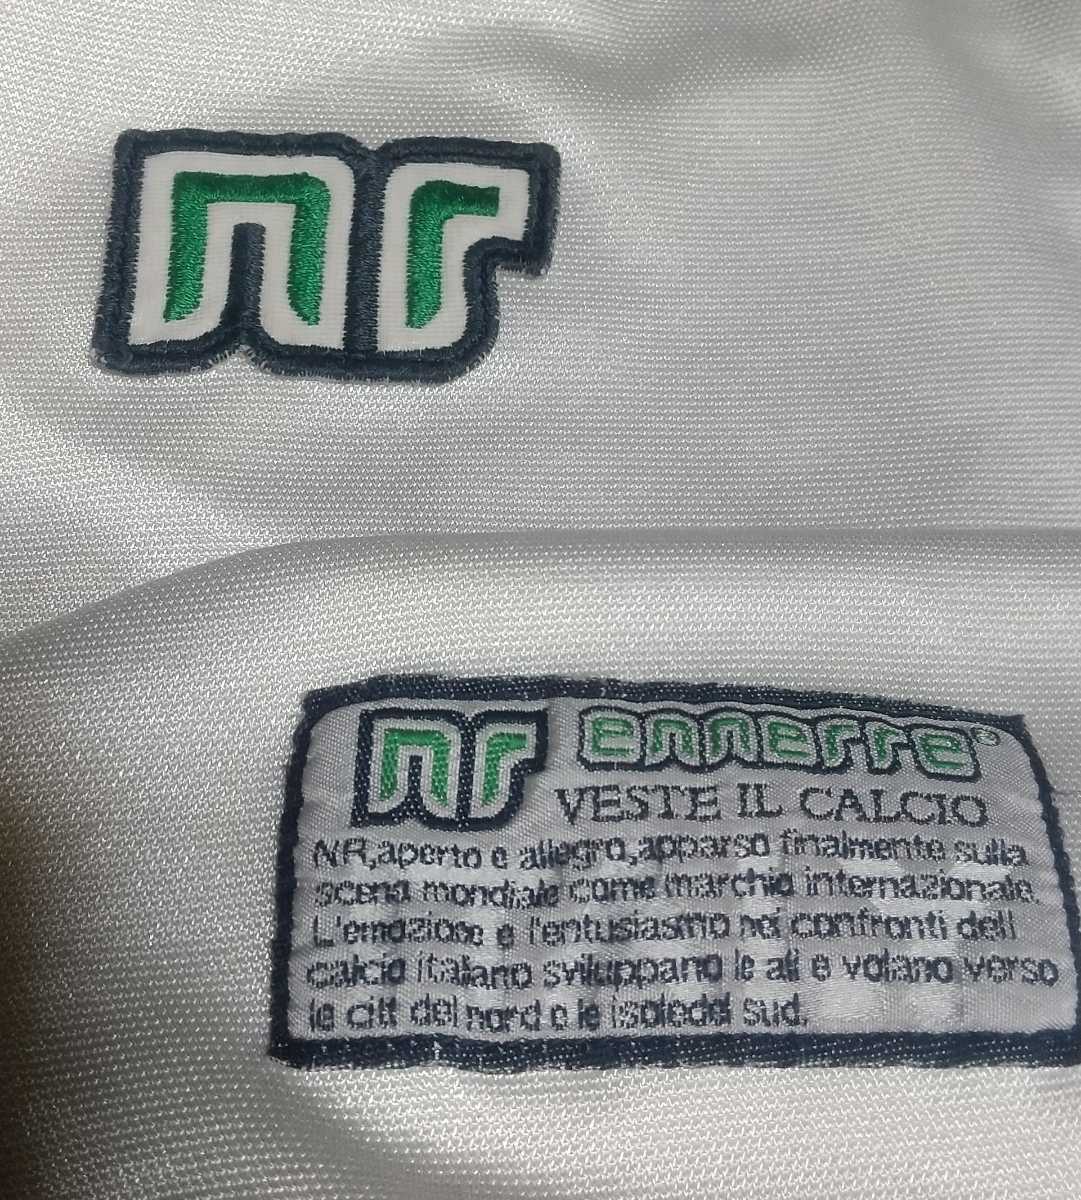 nr
nr ennerre®
VESTE IL CALCIO
NR,aperto e allegro,apparso finalmente sulla
scena mondiale come marchio internazionale.
L'emozione e l'entusiasmo nei confronti dell
calcio italiano sviluppano le ali e volano verso
le citt del nord e le isoledel sud.